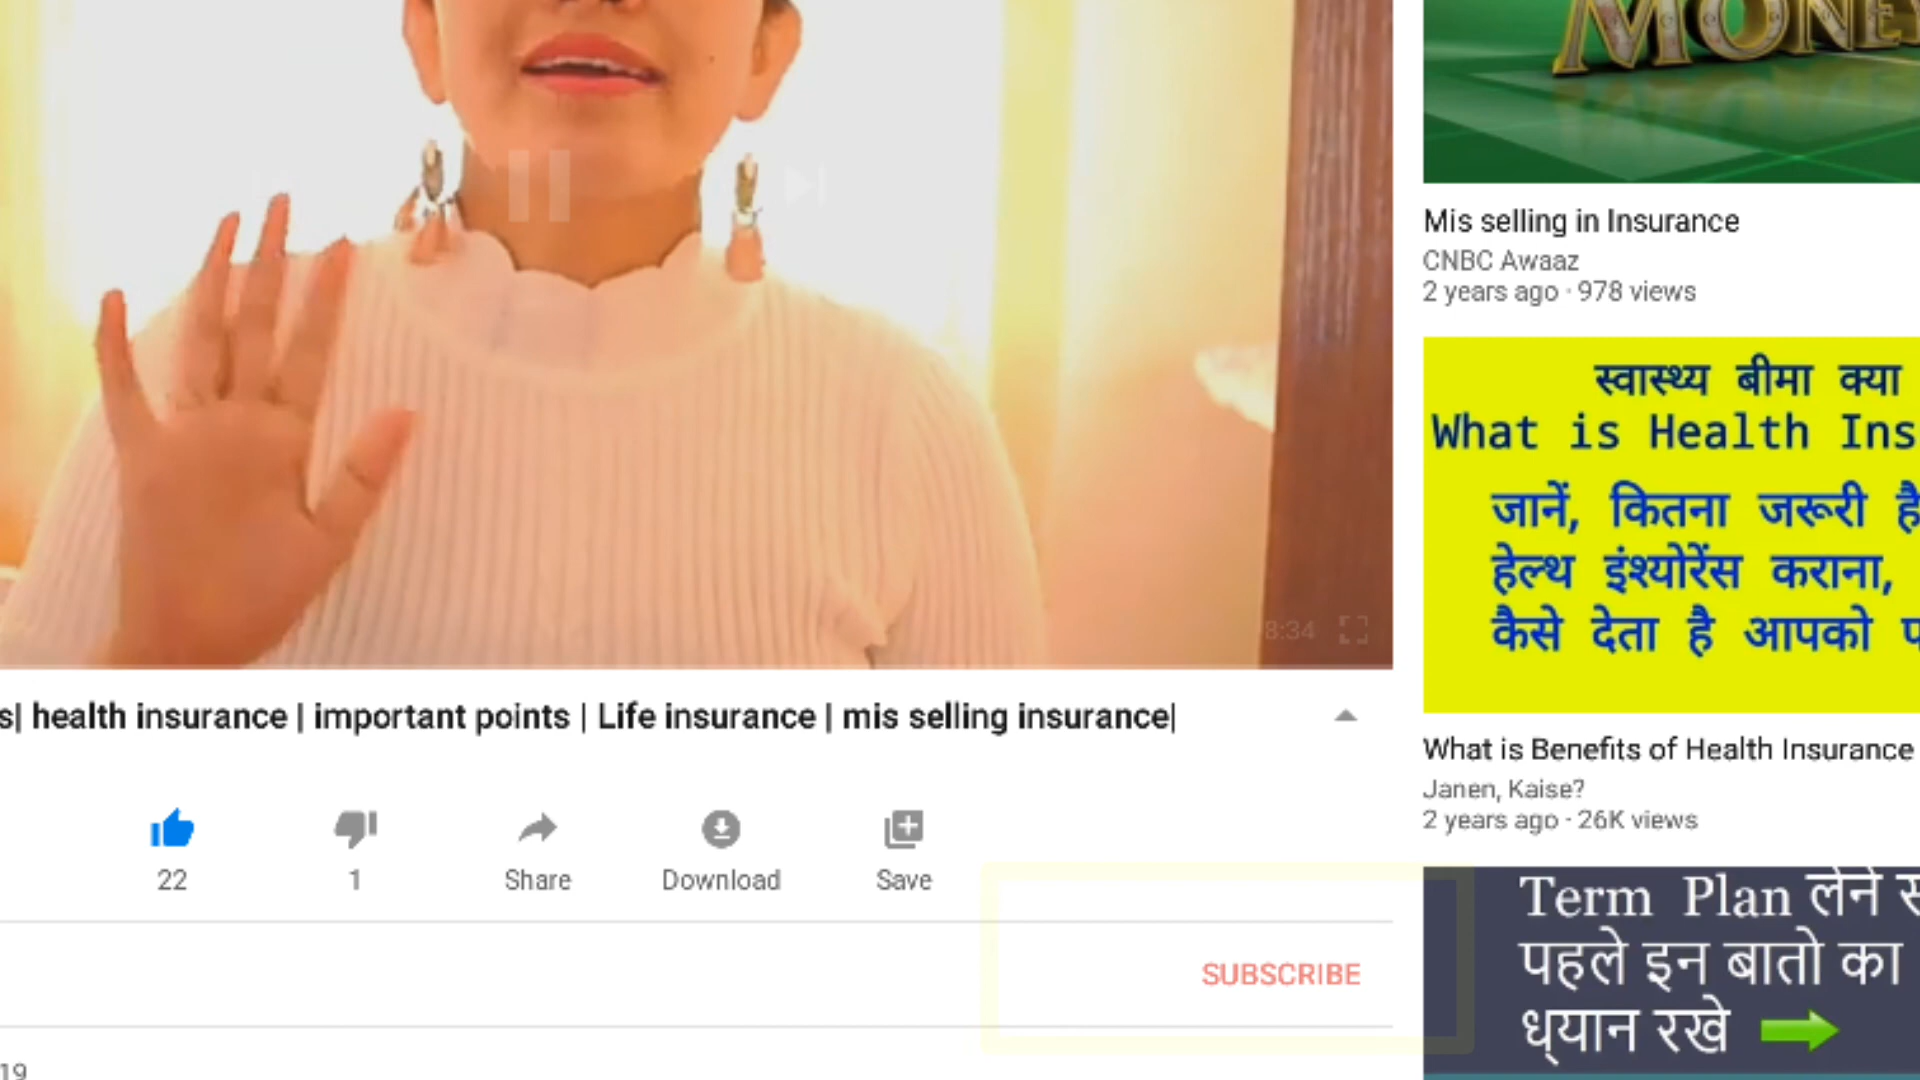 8:34
s| health insurance | important points | Life insurance | mis selling insurance|
22
1
Share
Download
Save
SUBSCRIBE
19
Mis selling in Insurance
CNBC Awaaz
2 years ago · 978 views
स्वास्थ्य बीमा क्या
What is Health Ins
जानें, कितना जरूरी है
हेल्थ इंश्योरेंस कराना,
कैसे देता है आपको
What is Benefits of Health Insurance
Janen, Kaise?
2 years ago · 26K views
Term Plan लेने
पहले इन बातो का
ध्यान रखे